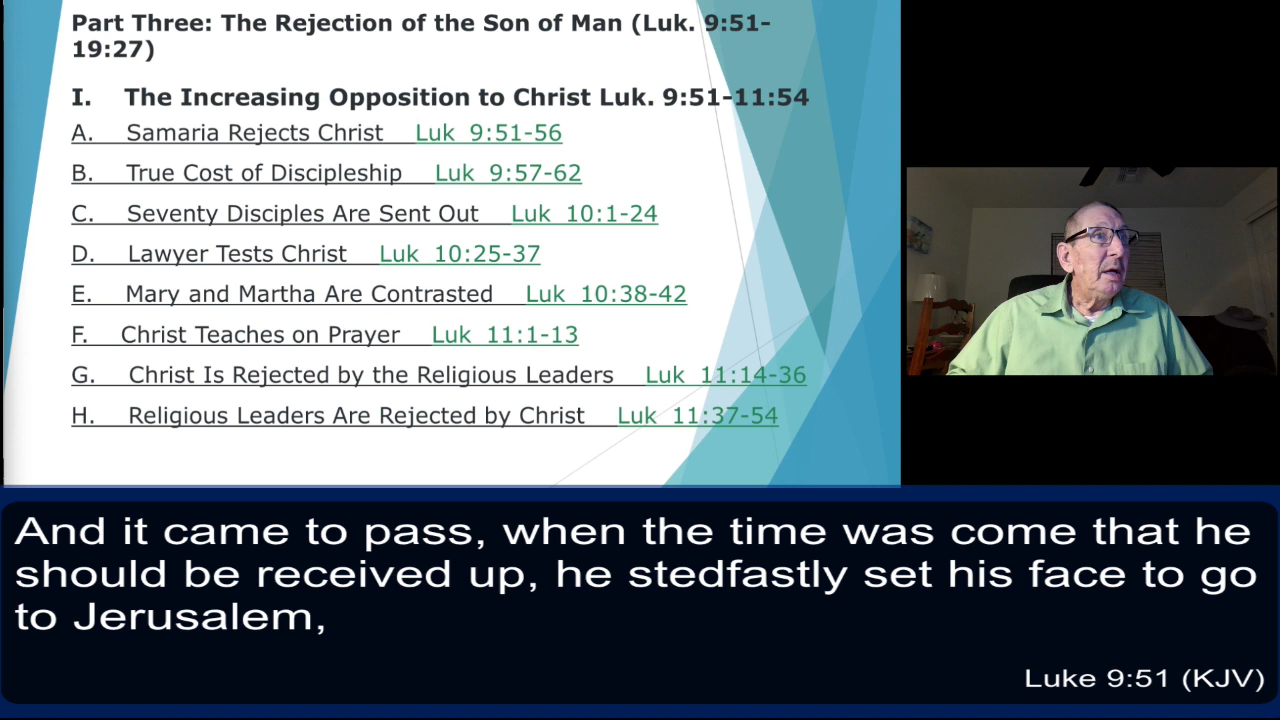 Part Three: The Rejection of the Son of Man (Luk. 9:51-
19:27)
I. The Increasing Opposition to Christ Luk. 9:51-11:54
A. Samaria Rejects Christ Luk 9:51-56
B. True Cost of Discipleship Luk 9:57-62
C. Seventy Disciples Are Sent Out Luk 10:1-24
D. Lawyer Tests Christ Luk 10:25-37
E. Mary and Martha Are Contrasted Luk 10:38-42
F. Christ Teaches on Prayer Luk 11:1-13
G. Christ Is Rejected by the Religious Leaders Luk 11:14-36
H. Religious Leaders Are Rejected by Christ Luk 11:37-54
And it came to pass, when the time was come that he
should be received up, he stedfastly set his face to go
to Jerusalem,
Luke 9:51 (KJV)